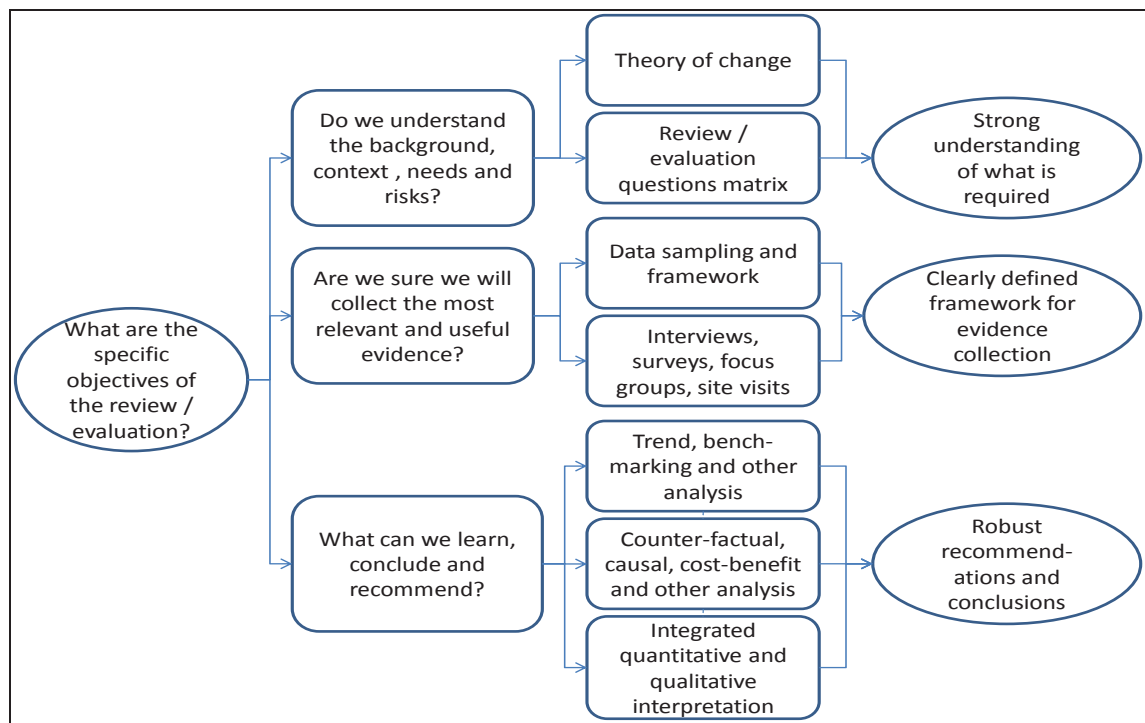 What are the
specific
objectives of
the review /
evaluation?
Do we understand
the background,
context , needs and
risks?
Theory of change
Review /
evaluation
questions matrix
Strong
understanding
of what is
required
Are we sure we will
collect the most
relevant and useful
evidence?
Data sampling and
framework
Interviews,
surveys, focus
groups, site visits
Clearly defined
framework for
evidence
collection
What can we learn,
conclude and
recommend?
Trend, bench-
marking and other
analysis
Counter-factual,
causal, cost-benefit
and other analysis
Integrated
quantitative and
qualitative
interpretation
Robust
recommend-
ations and
conclusions